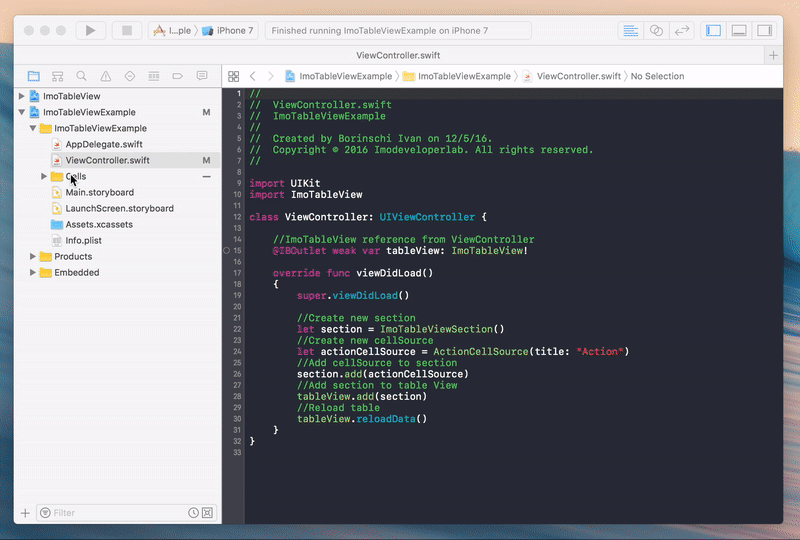 I...ple
iPhone 7
Finished running ImoTableViewExample on iPhone 7
ViewController.swift
ImoTableViewExample
ImoTableViewExample
ViewController.swift
No Selection
ImoTableView
ImoTableViewExample M
ImoTableViewExample
AppDelegate.swift
ViewController.swift M
Cells
Main.storyboard
LaunchScreen.storyboard
Assets.xcassets
Info.plist
Products
Embedded
Filter
1 //
2 //  ViewController.swift
3 //  ImoTableViewExample
4 //
5 //  Created by Borinschi Ivan on 12/5/16.
6 //  Copyright © 2016 Imodeveloperlab. All rights reserved.
7 //
8
9 import UIKit
10 import ImoTableView
11
12 class ViewController: UIViewController {
13
14 //ImoTableView reference from ViewController
15 @IBOutlet weak var tableView: ImoTableView!
16
17 override func viewDidLoad()
18 {
19 super.viewDidLoad()
20
21 //Create new section
22 let section = ImoTableViewSection()
23 //Create new cellSource
24 let actionCellSource = ActionCellSource(title: "Action")
25 //Add cellSource to section
26 section.add(actionCellSource)
27 //Add section to table View
28 tableView.add(section)
29 //Reload table
30 tableView.reloadData()
31 }
32 }
33